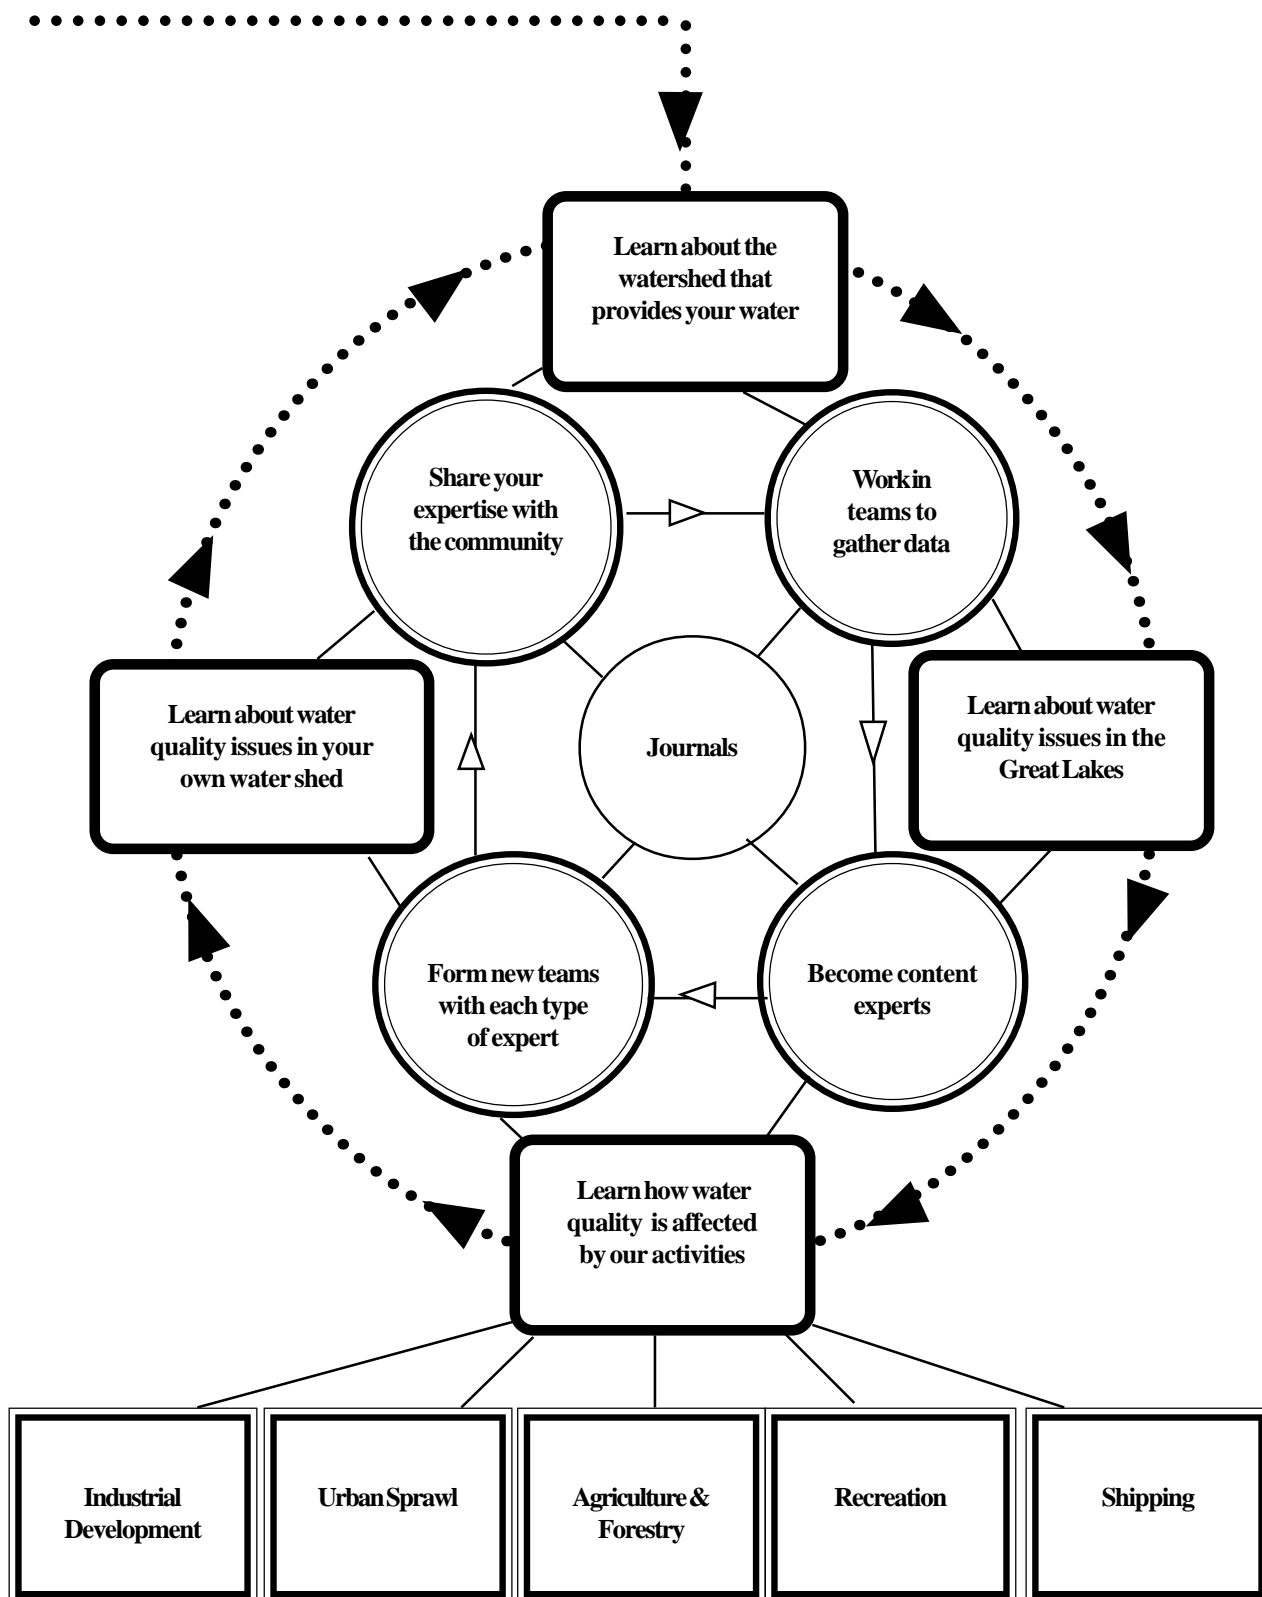 Learn about the
watershed that
provides your water
Share your
expertise with
the community
Work in
teams to
gather data
Learn about water
quality issues in your
own water shed
Journals
Learn about water
quality issues in the
Great Lakes
Form new teams
with each type
of expert
Become content
experts
Learn how water
quality is affected
by our activities
Industrial
Development
Urban Sprawl
Agriculture &
Forestry
Recreation
Shipping